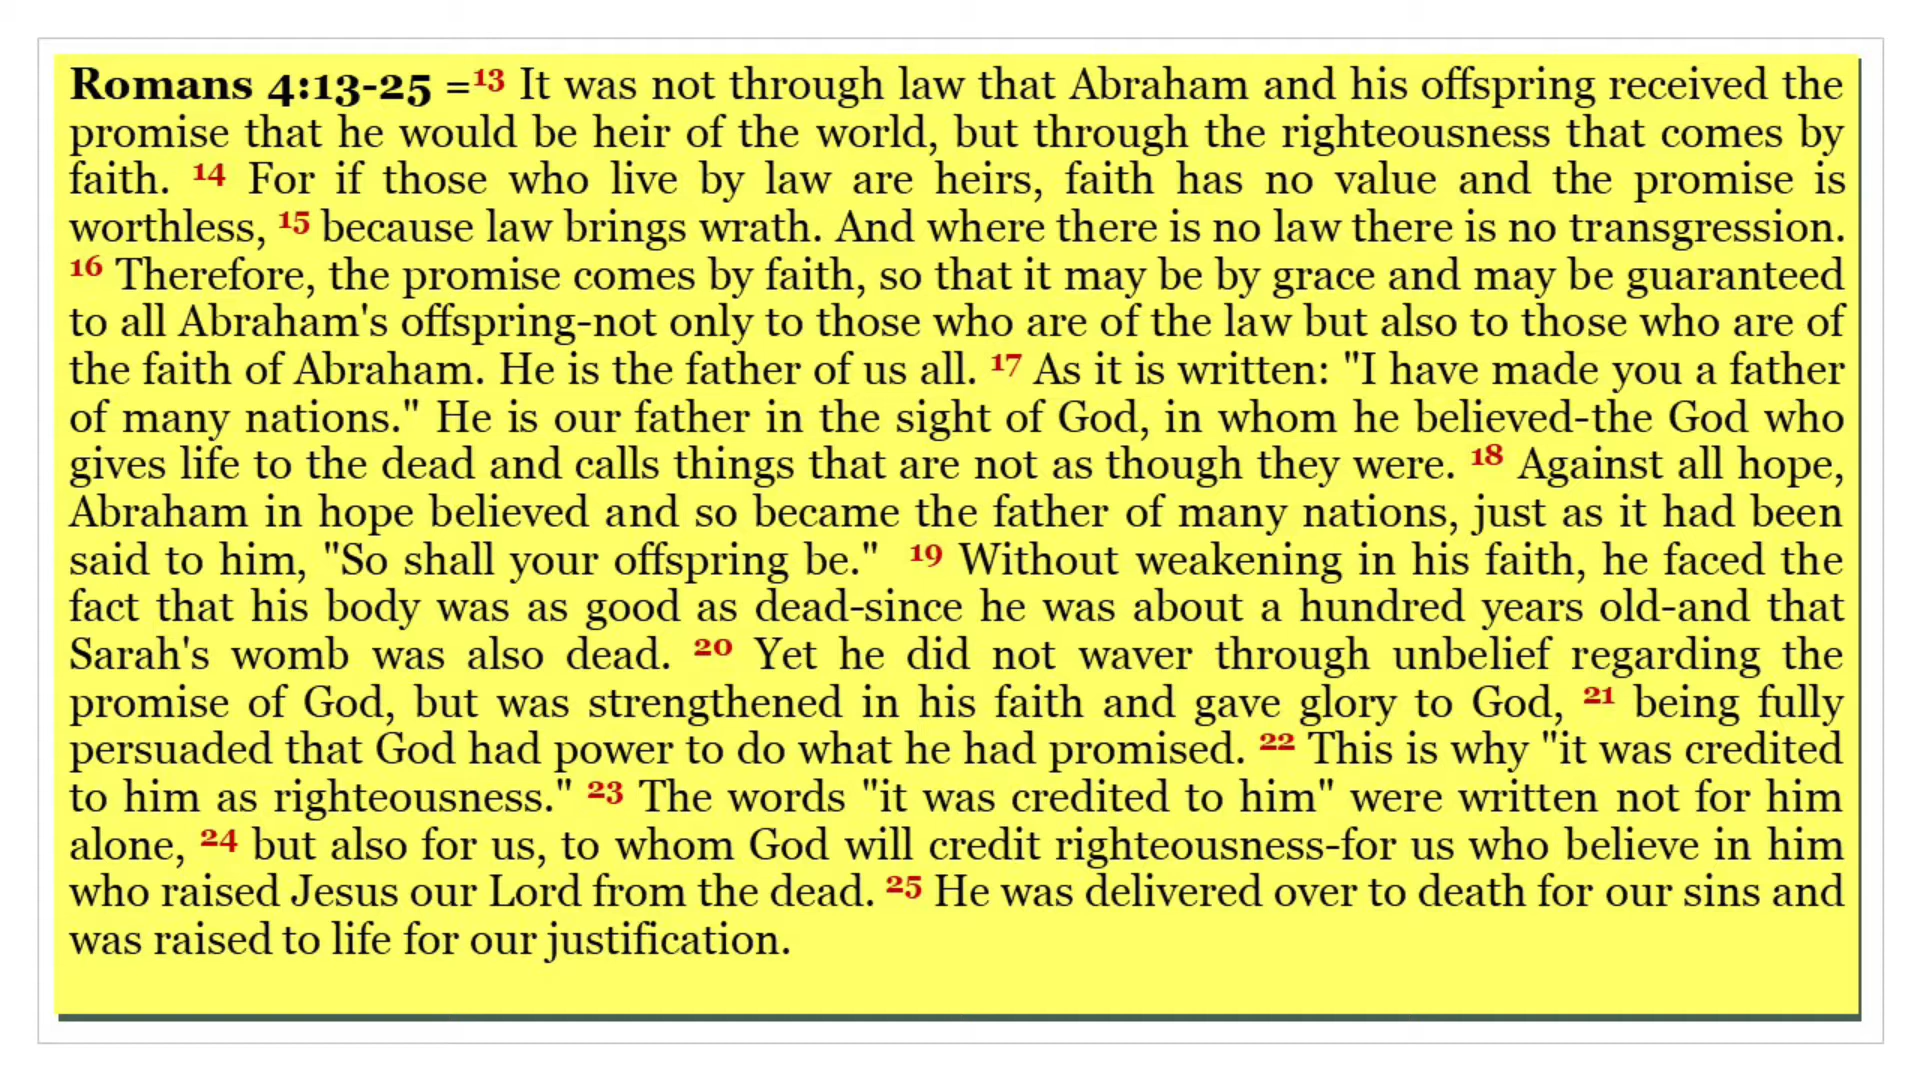 Romans 4:13-25 =13 It was not through law that Abraham and his offspring received the
promise that he would be heir of the world, but through the righteousness that comes by
faith. 14 For if those who live by law are heirs, faith has no value and the promise is
worthless, 15 because law brings wrath. And where there is no law there is no transgression.
16 Therefore, the promise comes by faith, so that it may be by grace and may be guaranteed
to all Abraham's offspring-not only to those who are of the law but also to those who are of
the faith of Abraham. He is the father of us all. 17 As it is written: "I have made you a father
of many nations." He is our father in the sight of God, in whom he believed-the God who
gives life to the dead and calls things that are not as though they were. 18 Against all hope,
Abraham in hope believed and so became the father of many nations, just as it had been
said to him, "So shall your offspring be." 19 Without weakening in his faith, he faced the
fact that his body was as good as dead-since he was about a hundred years old-and that
Sarah's womb was also dead. 20 Yet he did not waver through unbelief regarding the
promise of God, but was strengthened in his faith and gave glory to God, 21 being fully
persuaded that God had power to do what he had promised. 22 This is why "it was credited
to him as righteousness." 23 The words "it was credited to him" were written not for him
alone, 24 but also for us, to whom God will credit righteousness-for us who believe in him
who raised Jesus our Lord from the dead. 25 He was delivered over to death for our sins and
was raised to life for our justification.